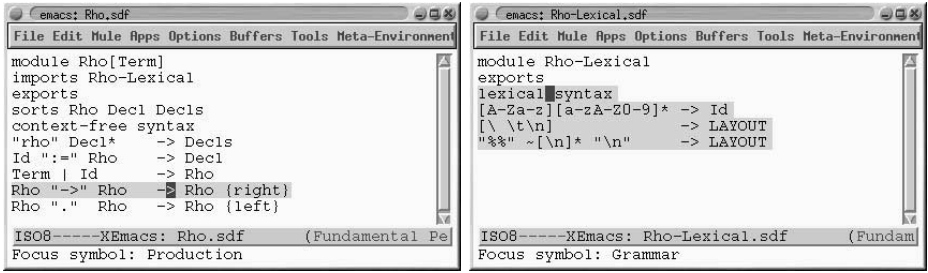 emacs: Rho.sdf
File Edit Mule Apps Options Buffers Tools Meta-Environment
module Rho[Term]
imports Rho-Lexical
exports
sorts Rho Decl Decls
context-free syntax
"rho" Decl* -> Decls
Id ":=" Rho -> Decl
Term | Id -> Rho
Rho "->" Rho -> Rho {right}
Rho "." Rho -> Rho {left}
ISO8-----XEmacs: Rho.sdf (Fundamental Pe
Focus symbol: Production
emacs: Rho-Lexical.sdf
File Edit Mule Apps Options Buffers Tools Meta-Environment
module Rho-Lexical
exports
lexical syntax
[A-Za-z][a-zA-Z0-9]* -> Id
[\ \t\n] -> LAYOUT
"%%" ~[\n]* "\n" -> LAYOUT
ISO8-----XEmacs: Rho-Lexical.sdf (Fundam
Focus symbol: Grammar